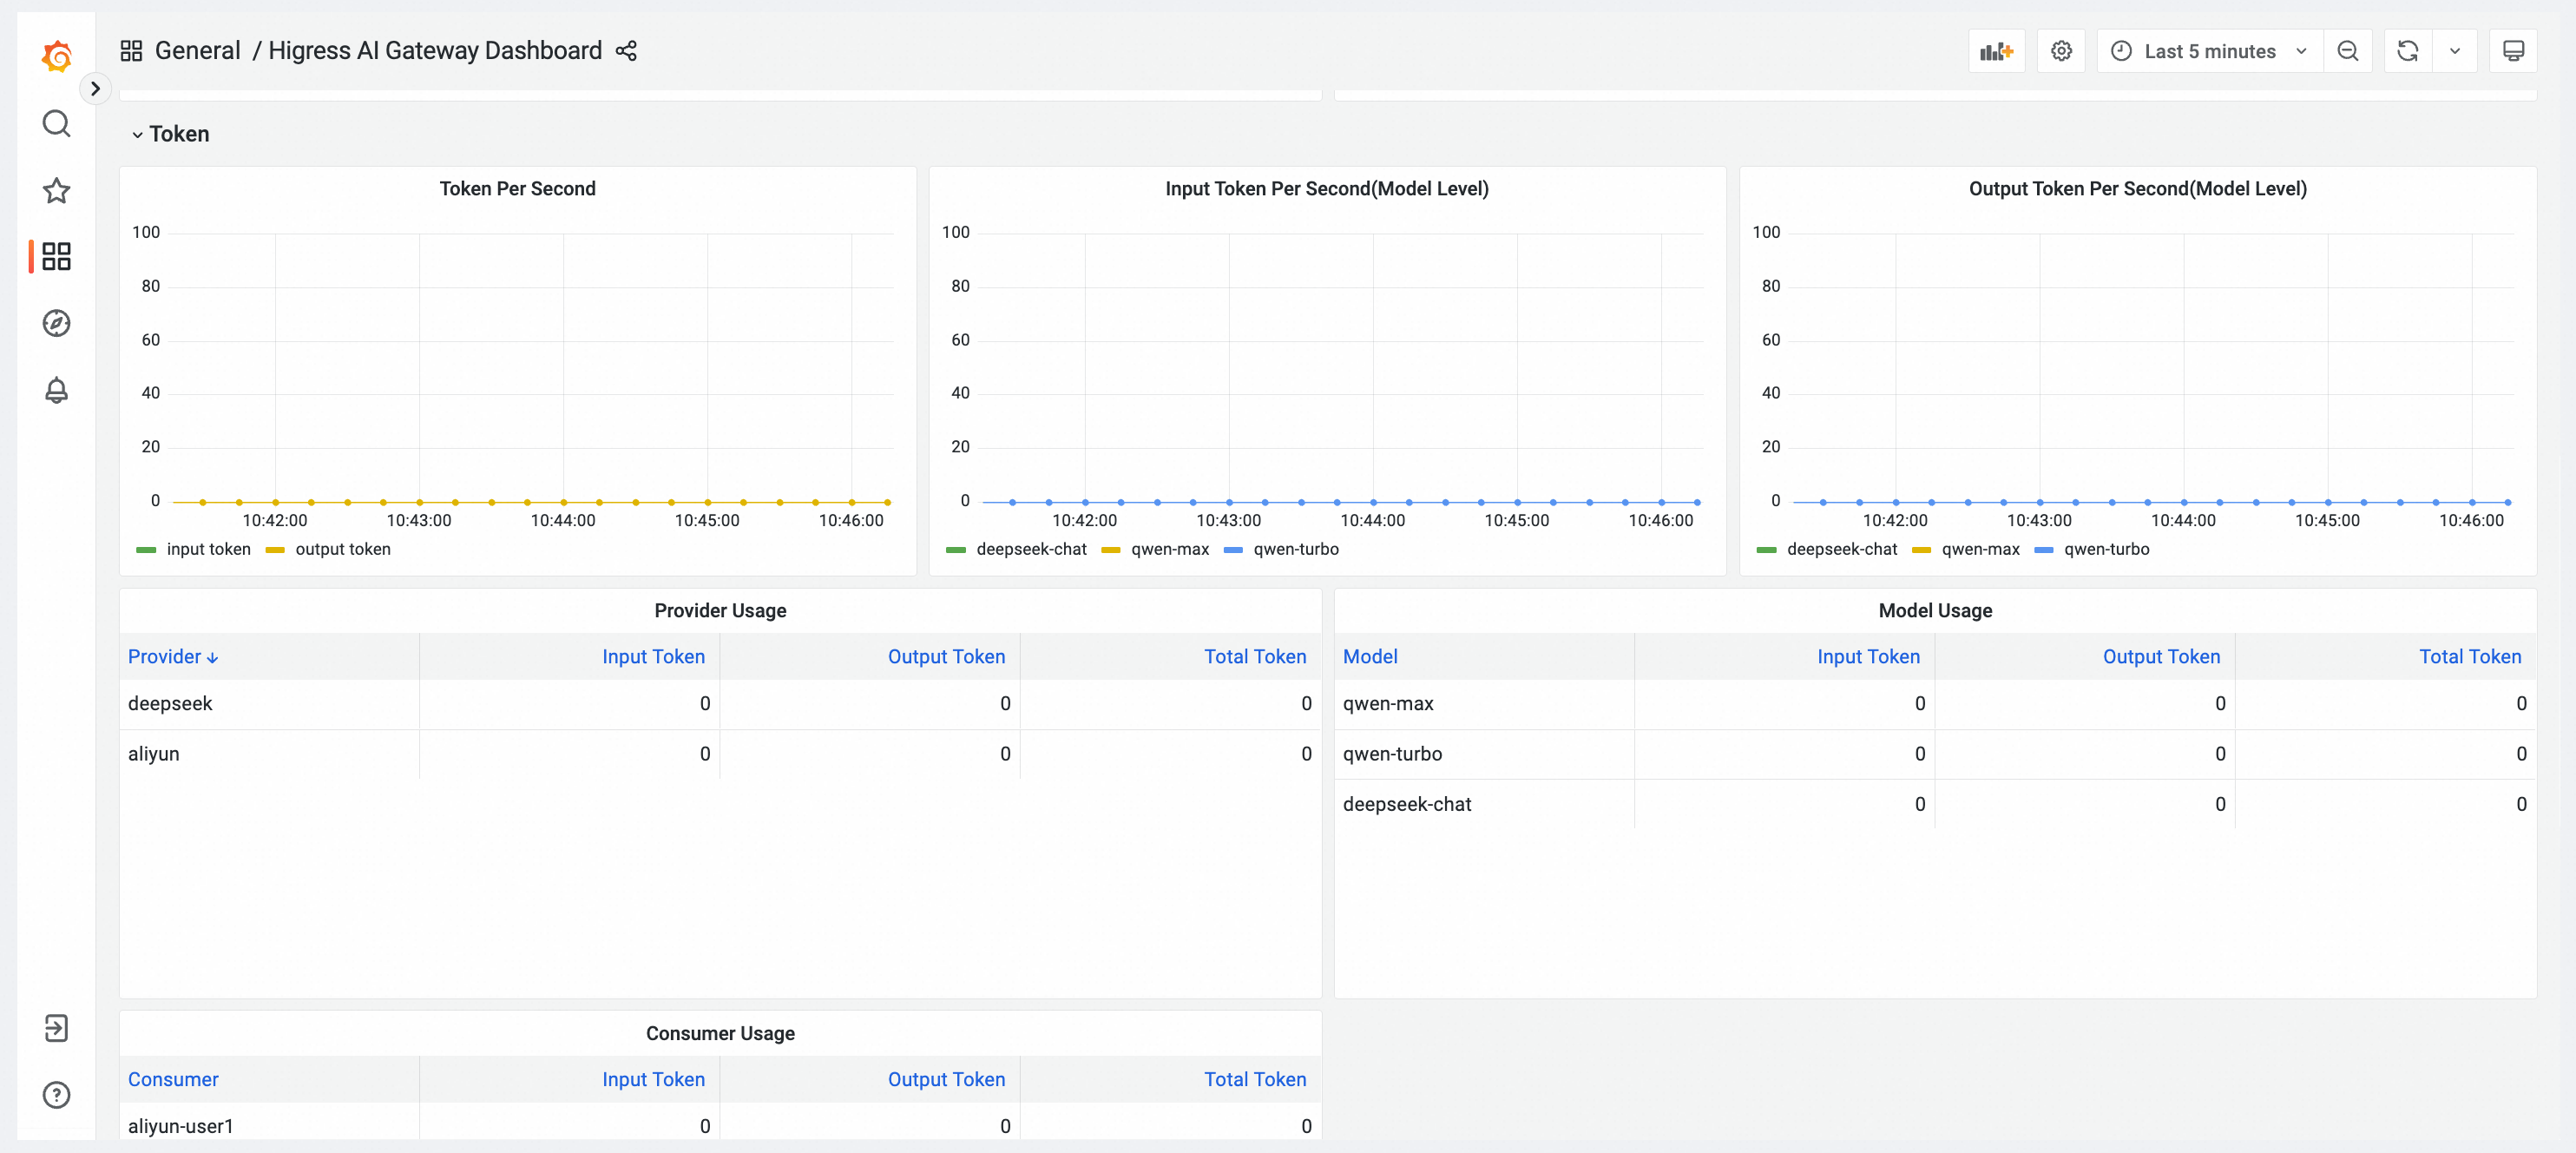 General / Higress AI Gateway Dashboard
Last 5 minutes
Token
Token Per Second
100
80
60
40
20
0
10:42:00 10:43:00 10:44:00 10:45:00 10:46:00
input token output token
Input Token Per Second(Model Level)
100
80
60
40
20
0
10:42:00 10:43:00 10:44:00 10:45:00 10:46:00
deepseek-chat qwen-max qwen-turbo
Output Token Per Second(Model Level)
100
80
60
40
20
0
10:42:00 10:43:00 10:44:00 10:45:00 10:46:00
deepseek-chat qwen-max qwen-turbo
Provider Usage
Provider Input Token Output Token Total Token
deepseek 0 0 0
aliyun 0 0 0
Model Usage
Model Input Token Output Token Total Token
qwen-max 0 0 0
qwen-turbo 0 0 0
deepseek-chat 0 0 0
Consumer Usage
Consumer Input Token Output Token Total Token
aliyun-user1 0 0 0